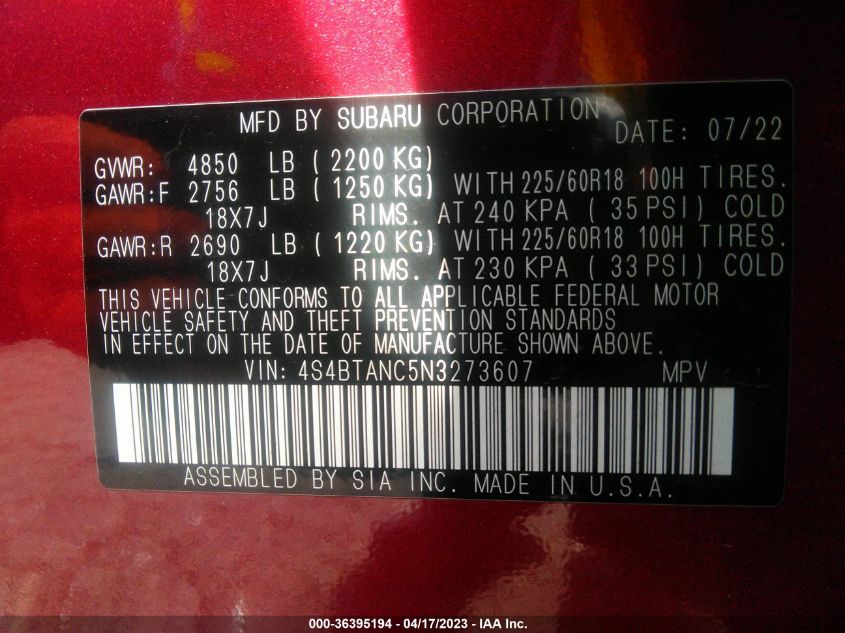 MFD BY SUBARU CORPORATION DATE: 07/22
GVWR: 4850 LB (2200 KG)
GAWR:F 2756 LB (1250 KG) WITH 225/60R18 100H TIRES.
18X7J RIMS. AT 240 KPA (35 PSI) COLD
GAWR:R 2690 LB (1220 KG) WITH 225/60R18 100H TIRES.
18X7J RIMS. AT 230 KPA (33 PSI) COLD
THIS VEHICLE CONFORMS TO ALL APPLICABLE FEDERAL MOTOR
VEHICLE SAFETY AND THEFT PREVENTION STANDARDS
IN EFFECT ON THE DATE OF MANUFACTURE SHOWN ABOVE.
VIN: 4S4BTANC5N3273607 MPV
ASSEMBLED BY SIA INC. MADE IN U.S.A.
000-36395194 - 04/17/2023 - IAA Inc.